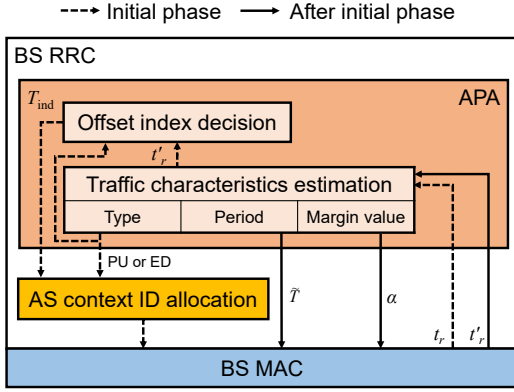 Initial phase
After initial phase
BS RRC
APA
T_ind
Offset index decision
t'_r
Traffic characteristics estimation
Type
Period
Margin value
PU or ED
AS context ID allocation
T̃
α
t_r
t'_r
BS MAC